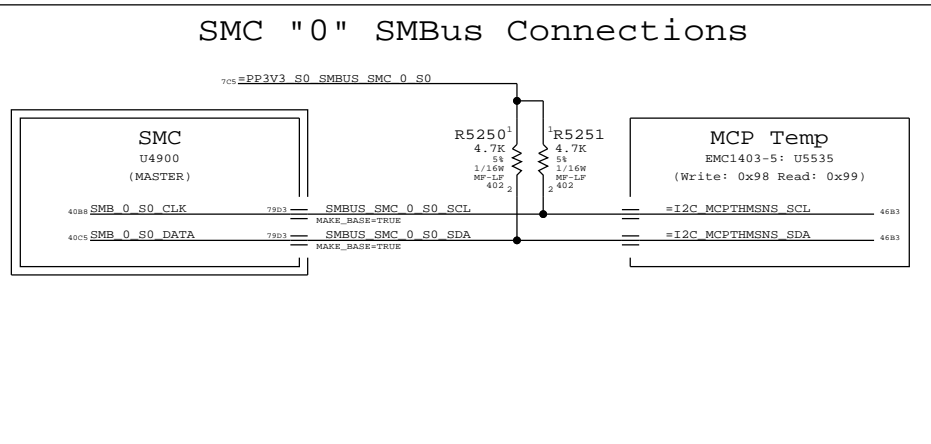 SMC "0" SMBus Connections
7C5 =PP3V3_S0_SMBUS_SMC_0_S0
SMC
U4900
(MASTER)
R5250 1
4.7K
5%
1/16W
MF-LF
402 2
1 R5251
4.7K
5%
1/16W
MF-LF
2 402
MCP Temp
EMC1403-5: U5535
(Write: 0x98 Read: 0x99)
40B8 SMB_0_S0_CLK 79D3 SMBUS_SMC_0_S0_SCL =I2C_MCPTHMSNS_SCL 46B3
MAKE_BASE=TRUE
40C5 SMB_0_S0_DATA 79D3 SMBUS_SMC_0_S0_SDA =I2C_MCPTHMSNS_SDA 46B3
MAKE_BASE=TRUE